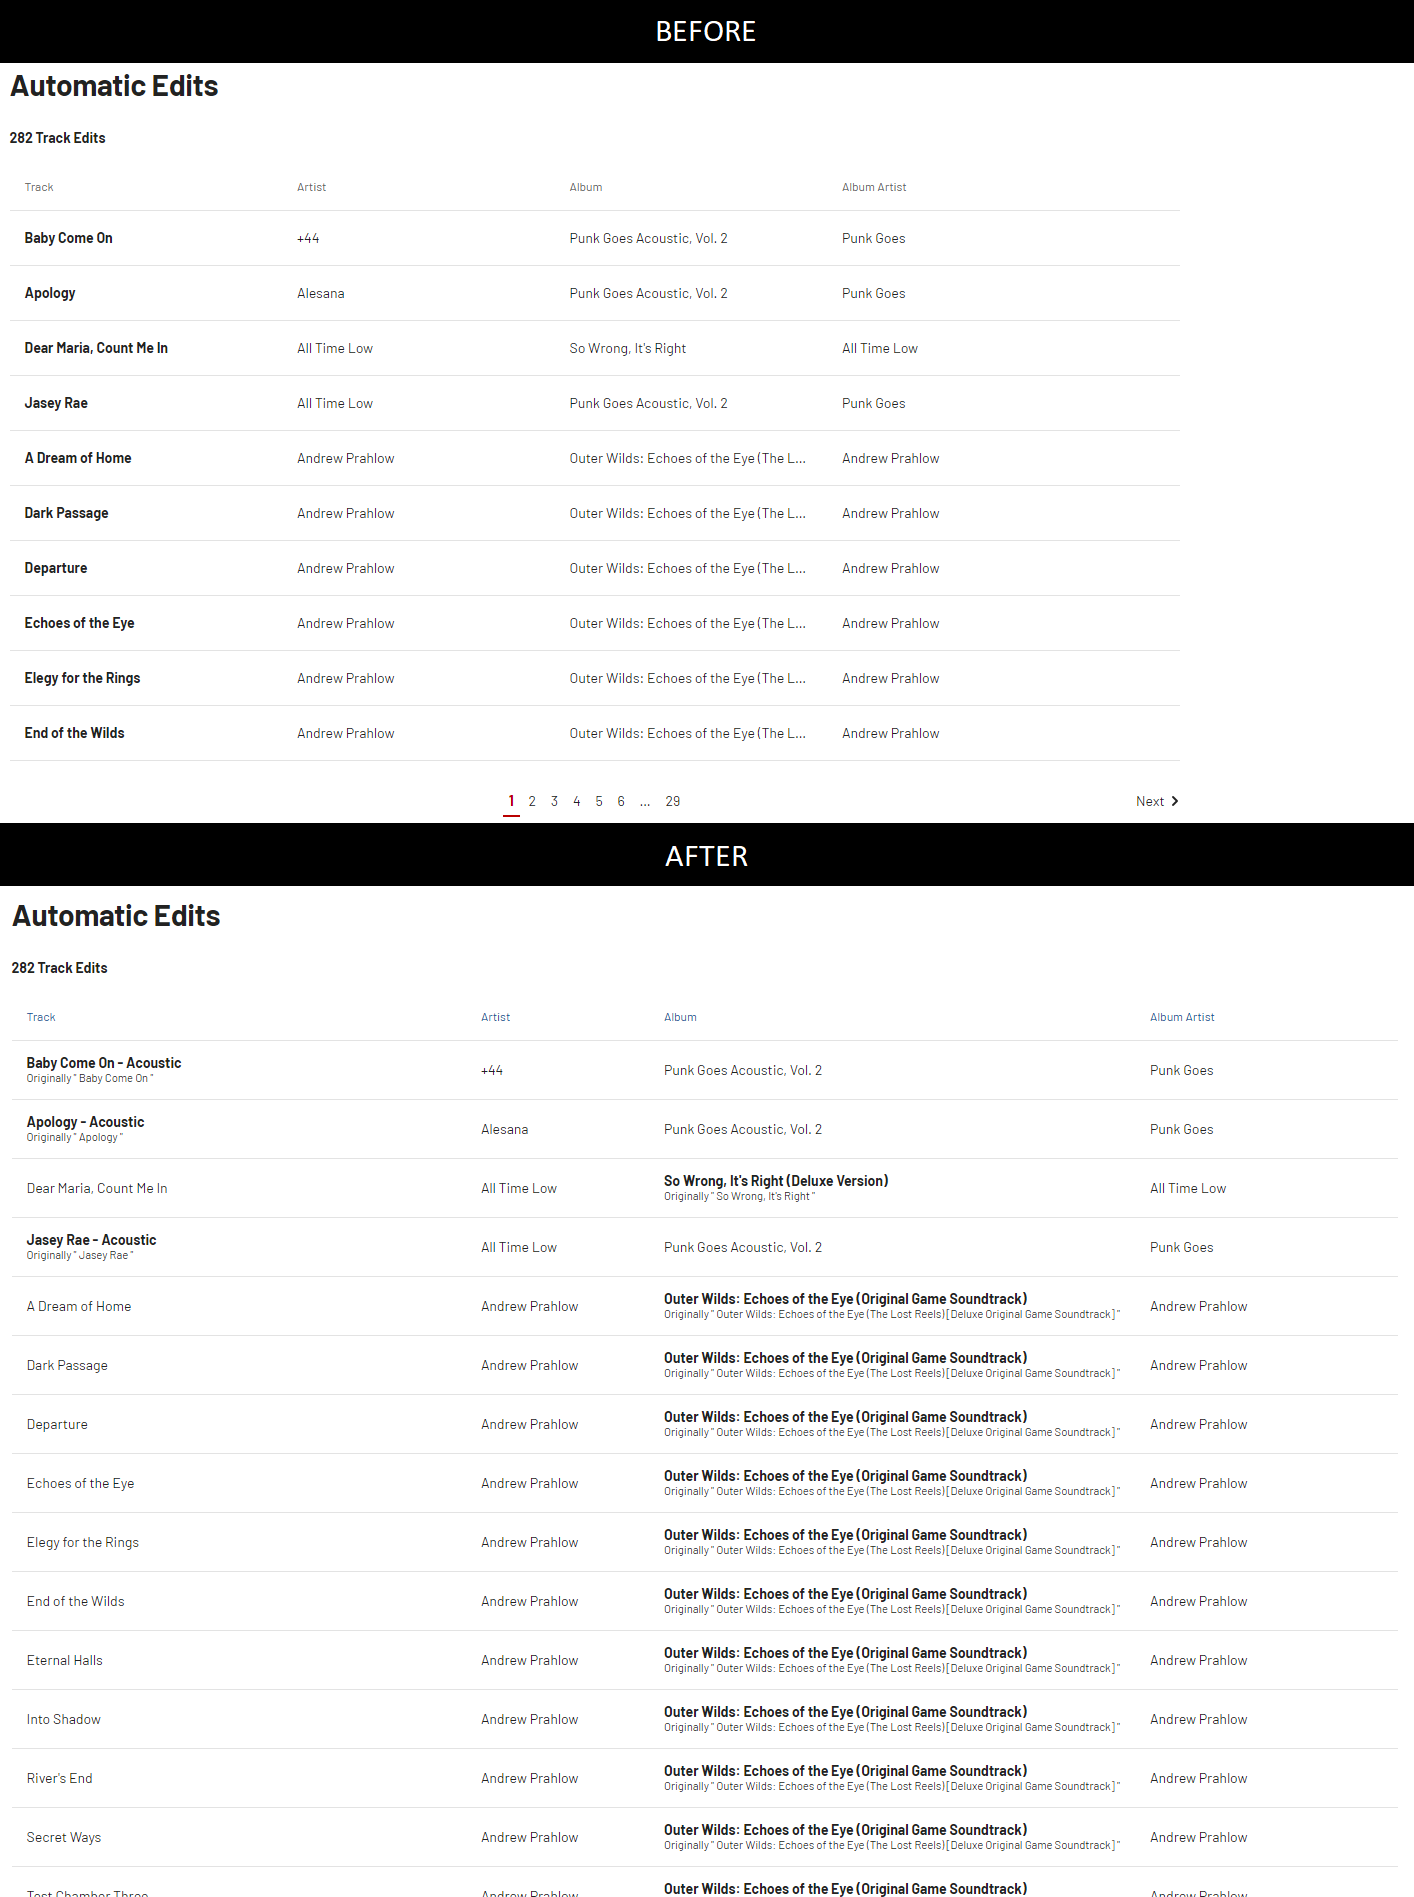 BEFORE
Automatic Edits
282 Track Edits
Track Artist Album Album Artist
Baby Come On +44 Punk Goes Acoustic, Vol. 2 Punk Goes
Apology Alesana Punk Goes Acoustic, Vol. 2 Punk Goes
Dear Maria, Count Me In All Time Low So Wrong, It's Right All Time Low
Jasey Rae All Time Low Punk Goes Acoustic, Vol. 2 Punk Goes
A Dream of Home Andrew Prahlow Outer Wilds: Echoes of the Eye (The L... Andrew Prahlow
Dark Passage Andrew Prahlow Outer Wilds: Echoes of the Eye (The L... Andrew Prahlow
Departure Andrew Prahlow Outer Wilds: Echoes of the Eye (The L... Andrew Prahlow
Echoes of the Eye Andrew Prahlow Outer Wilds: Echoes of the Eye (The L... Andrew Prahlow
Elegy for the Rings Andrew Prahlow Outer Wilds: Echoes of the Eye (The L... Andrew Prahlow
End of the Wilds Andrew Prahlow Outer Wilds: Echoes of the Eye (The L... Andrew Prahlow
1 2 3 4 5 6 ... 29 Next
AFTER
Automatic Edits
282 Track Edits
Track Artist Album Album Artist
Baby Come On - Acoustic +44 Punk Goes Acoustic, Vol. 2 Punk Goes
Originally " Baby Come On "
Apology - Acoustic Alesana Punk Goes Acoustic, Vol. 2 Punk Goes
Originally " Apology "
Dear Maria, Count Me In All Time Low So Wrong, It's Right (Deluxe Version) All Time Low
Originally " So Wrong, It's Right "
Jasey Rae - Acoustic All Time Low Punk Goes Acoustic, Vol. 2 Punk Goes
Originally " Jasey Rae "
A Dream of Home Andrew Prahlow Outer Wilds: Echoes of the Eye (Original Game Soundtrack) Andrew Prahlow
Originally " Outer Wilds: Echoes of the Eye (The Lost Reels) [Deluxe Original Game Soundtrack] "
Dark Passage Andrew Prahlow Outer Wilds: Echoes of the Eye (Original Game Soundtrack) Andrew Prahlow
Originally " Outer Wilds: Echoes of the Eye (The Lost Reels) [Deluxe Original Game Soundtrack] "
Departure Andrew Prahlow Outer Wilds: Echoes of the Eye (Original Game Soundtrack) Andrew Prahlow
Originally " Outer Wilds: Echoes of the Eye (The Lost Reels) [Deluxe Original Game Soundtrack] "
Echoes of the Eye Andrew Prahlow Outer Wilds: Echoes of the Eye (Original Game Soundtrack) Andrew Prahlow
Originally " Outer Wilds: Echoes of the Eye (The Lost Reels) [Deluxe Original Game Soundtrack] "
Elegy for the Rings Andrew Prahlow Outer Wilds: Echoes of the Eye (Original Game Soundtrack) Andrew Prahlow
Originally " Outer Wilds: Echoes of the Eye (The Lost Reels) [Deluxe Original Game Soundtrack] "
End of the Wilds Andrew Prahlow Outer Wilds: Echoes of the Eye (Original Game Soundtrack) Andrew Prahlow
Originally " Outer Wilds: Echoes of the Eye (The Lost Reels) [Deluxe Original Game Soundtrack] "
Eternal Halls Andrew Prahlow Outer Wilds: Echoes of the Eye (Original Game Soundtrack) Andrew Prahlow
Originally " Outer Wilds: Echoes of the Eye (The Lost Reels) [Deluxe Original Game Soundtrack] "
Into Shadow Andrew Prahlow Outer Wilds: Echoes of the Eye (Original Game Soundtrack) Andrew Prahlow
Originally " Outer Wilds: Echoes of the Eye (The Lost Reels) [Deluxe Original Game Soundtrack] "
River's End Andrew Prahlow Outer Wilds: Echoes of the Eye (Original Game Soundtrack) Andrew Prahlow
Originally " Outer Wilds: Echoes of the Eye (The Lost Reels) [Deluxe Original Game Soundtrack] "
Secret Ways Andrew Prahlow Outer Wilds: Echoes of the Eye (Original Game Soundtrack) Andrew Prahlow
Originally " Outer Wilds: Echoes of the Eye (The Lost Reels) [Deluxe Original Game Soundtrack] "
Test Chamber Three Andrew Prahlow Outer Wilds: Echoes of the Eye (Original Game Soundtrack) Andrew Prahlow